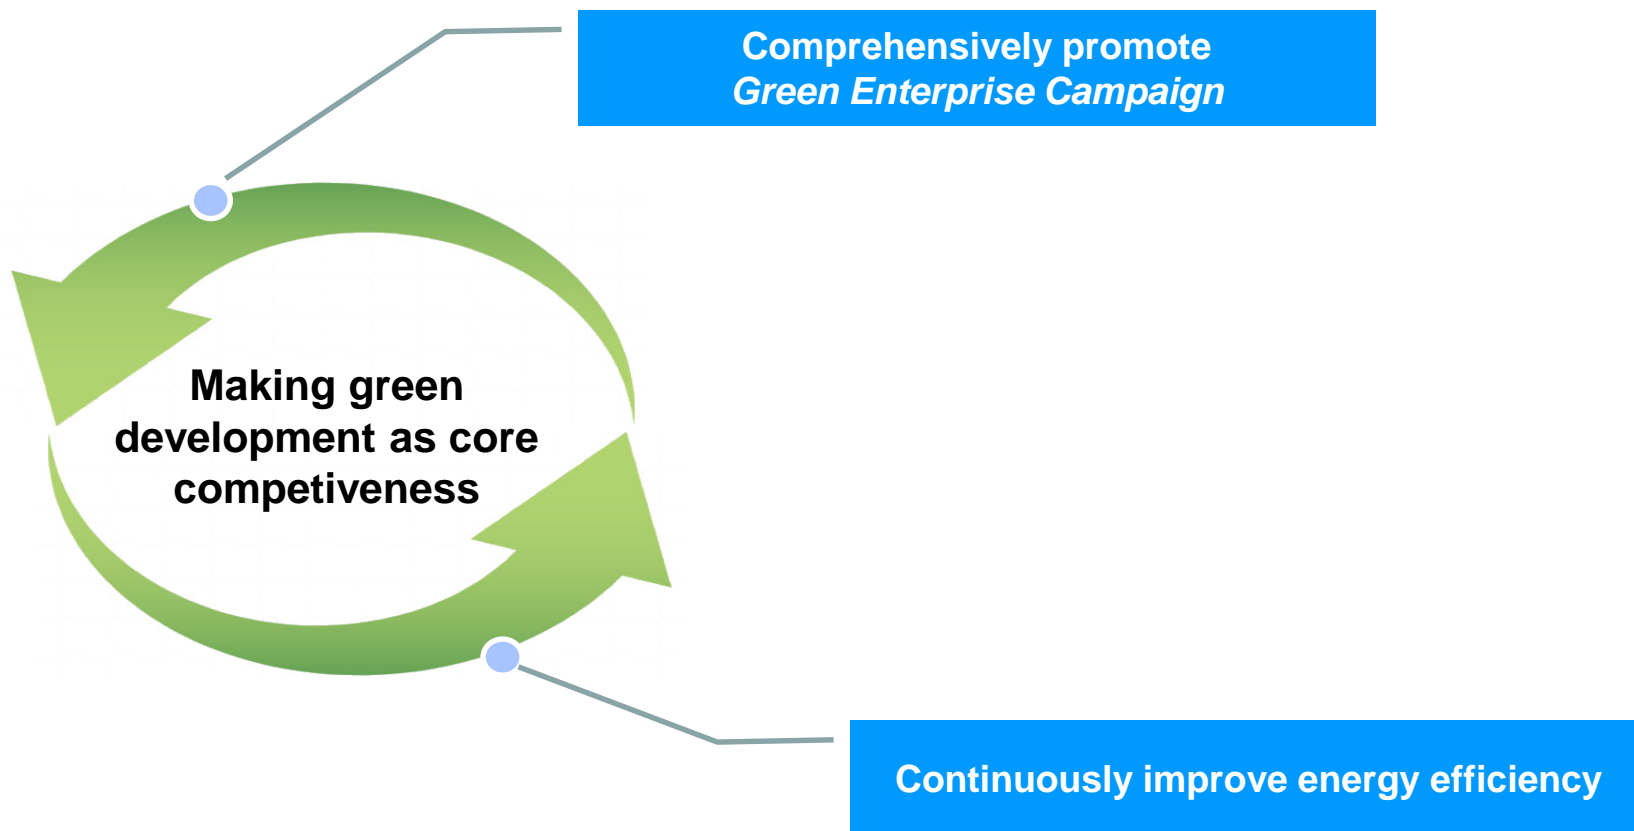 Comprehensively promote
Green Enterprise Campaign
Making green
development as core
competiveness
Continuously improve energy efficiency